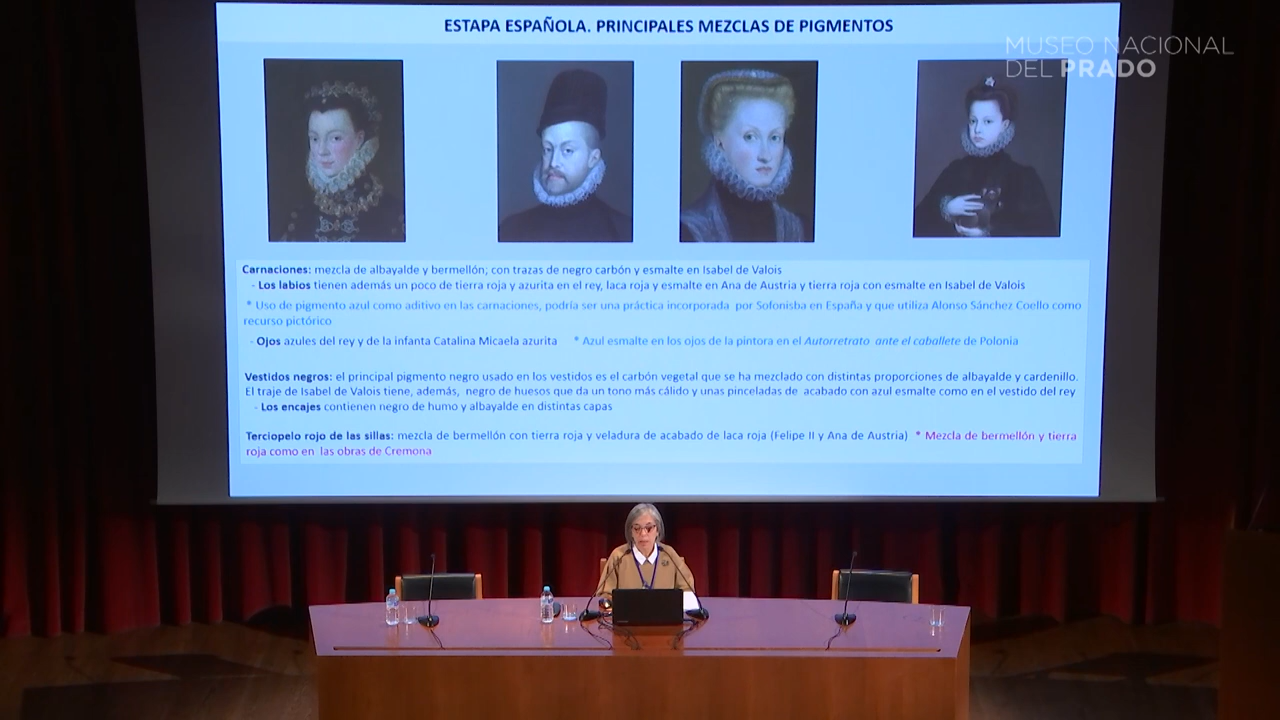 ESTAPA ESPAÑOLA. PRINCIPALES MEZCLAS DE PIGMENTOS
MUSEO NACIONAL
DEL PRADO
Carnaciones: mezcla de albayalde y bermellón; con trazas de negro carbón y esmalte en Isabel de Valois
- Los labios tienen además un poco de tierra roja y azurita en el rey, laca roja y esmalte en Ana de Austria y tierra roja con esmalte en Isabel de Valois
* Uso de pigmento azul como aditivo en las carnaciones, podría ser una práctica incorporada por Sofonisba en España y que utiliza Alonso Sánchez Coello como
recurso pictórico
- Ojos azules del rey y de la infanta Catalina Micaela azurita * Azul esmalte en los ojos de la pintora en el Autorretrato ante el caballete de Polonia
Vestidos negros: el principal pigmento negro usado en los vestidos es el carbón vegetal que se ha mezclado con distintas proporciones de albayalde y cardenillo.
El traje de Isabel de Valois tiene, además, negro de huesos que da un tono más cálido y unas pinceladas de acabado con azul esmalte como en el vestido del rey
- Los encajes contienen negro de humo y albayalde en distintas capas
Terciopelo rojo de las sillas: mezcla de bermellón con tierra roja y veladura de acabado de laca roja (Felipe II y Ana de Austria) * Mezcla de bermellón y tierra
roja como en las obras de Cremona